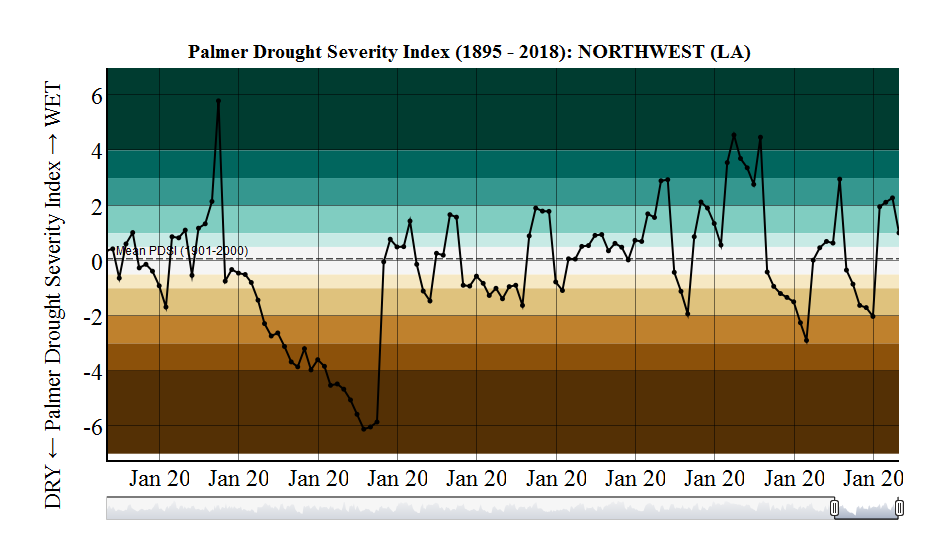 Palmer Drought Severity Index (1895 - 2018): NORTHWEST (LA)
DRY ← Palmer Drought Severity Index → WET
6
4
2
0
-2
-4
-6
Mean PDSI (1901-2000)
Jan 20 Jan 20 Jan 20 Jan 20 Jan 20 Jan 20 Jan 20 Jan 20 Jan 20 Jan 20